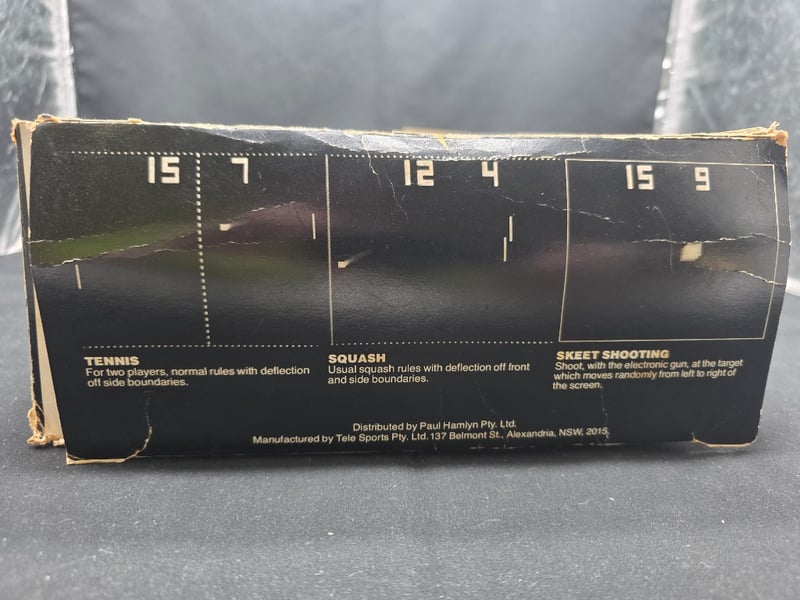 15 7 12 4 15 9
TENNIS
For two players, normal rules with deflection
off side boundaries.
SQUASH
Usual squash rules with deflection off front
and side boundaries.
SKEET SHOOTING
Shoot, with the electronic gun, at the target
which moves randomly from left to right of
the screen.
Distributed by Paul Hamlyn Pty. Ltd.
Manufactured by Tele Sports Pty. Ltd. 137 Belmont St., Alexandria, NSW, 2015.